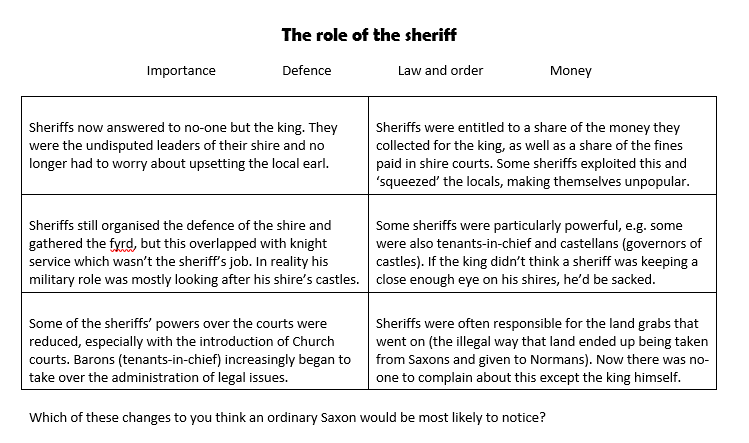 The role of the sheriff
Importance Defence Law and order Money
Sheriffs now answered to no-one but the king. They
were the undisputed leaders of their shire and no
longer had to worry about upsetting the local earl.
Sheriffs were entitled to a share of the money they
collected for the king, as well as a share of the fines
paid in shire courts. Some sheriffs exploited this and
‘squeezed’ the locals, making themselves unpopular.
Sheriffs still organised the defence of the shire and
gathered the fyrd, but this overlapped with knight
service which wasn’t the sheriff’s job. In reality his
military role was mostly looking after his shire’s castles.
Some sheriffs were particularly powerful, e.g. some
were also tenants-in-chief and castellans (governors of
castles). If the king didn’t think a sheriff was keeping a
close enough eye on his shires, he’d be sacked.
Some of the sheriffs’ powers over the courts were
reduced, especially with the introduction of Church
courts. Barons (tenants-in-chief) increasingly began to
take over the administration of legal issues.
Sheriffs were often responsible for the land grabs that
went on (the illegal way that land ended up being taken
from Saxons and given to Normans). Now there was no-
one to complain about this except the king himself.
Which of these changes to you think an ordinary Saxon would be most likely to notice?